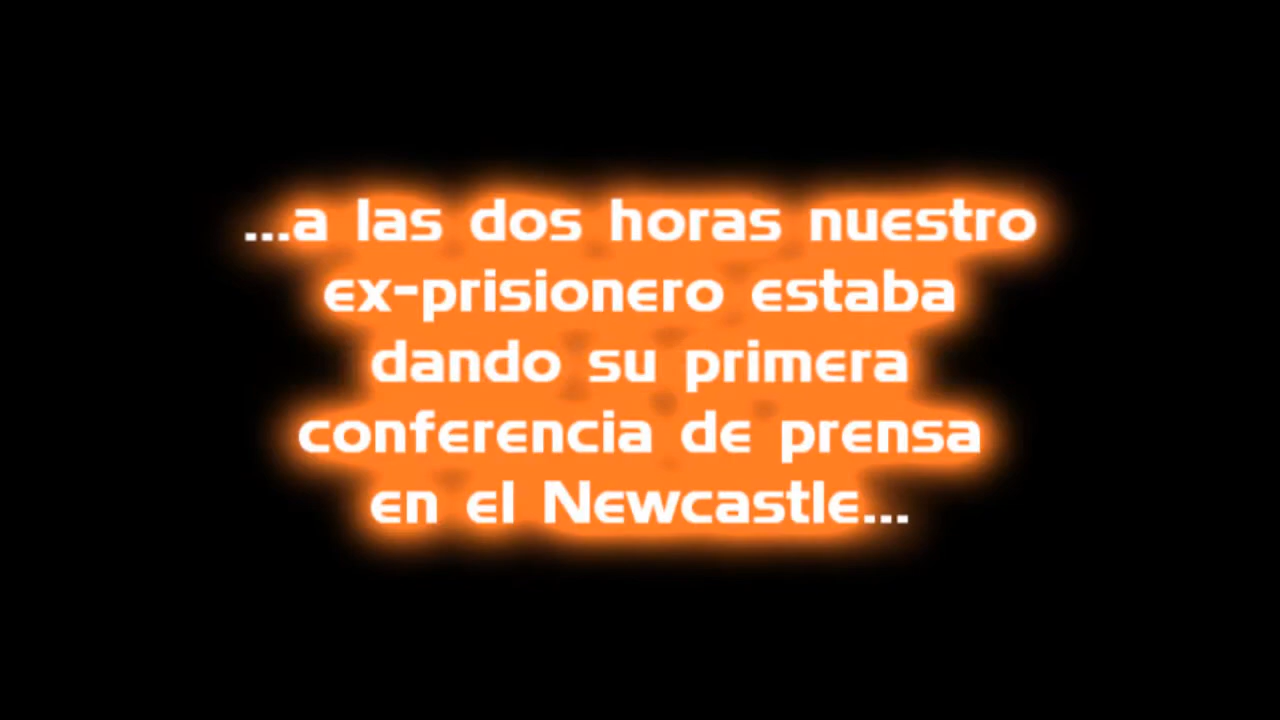 ...a las dos horas nuestro
ex-prisionero estaba
dando su primera
conferencia de prensa
en el Newcastle...